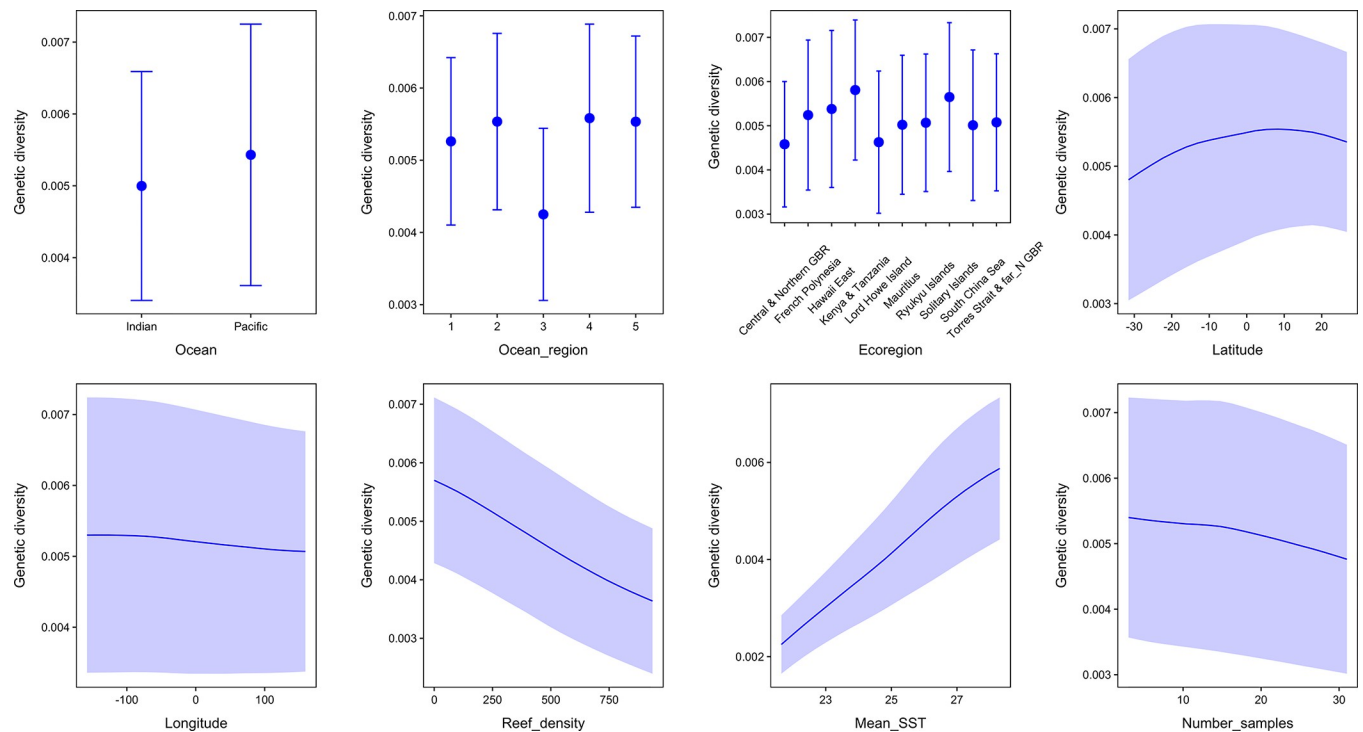 Genetic diversity
0.007
0.006
0.005
0.004
Indian
Pacific
Ocean
Genetic diversity
0.007
0.006
0.005
0.004
0.003
1
2
3
4
5
Ocean_region
Genetic diversity
0.007
0.006
0.005
0.004
0.003
Central & Northern GBR
French Polynesia
Hawaii East
Kenya & Tanzania
Lord Howe Island
Mauritius
Ryukyu Islands
Solitary Islands
South China Sea
Torres Strait & far_N GBR
Ecoregion
Genetic diversity
0.007
0.006
0.005
0.004
0.003
-30
-20
-10
0
10
20
Latitude
Genetic diversity
0.007
0.006
0.005
0.004
-100
0
100
Longitude
Genetic diversity
0.007
0.006
0.005
0.004
0.003
0
250
500
750
Reef_density
Genetic diversity
0.006
0.004
0.002
23
25
27
Mean_SST
Genetic diversity
0.007
0.006
0.005
0.004
0.003
10
20
30
Number_samples